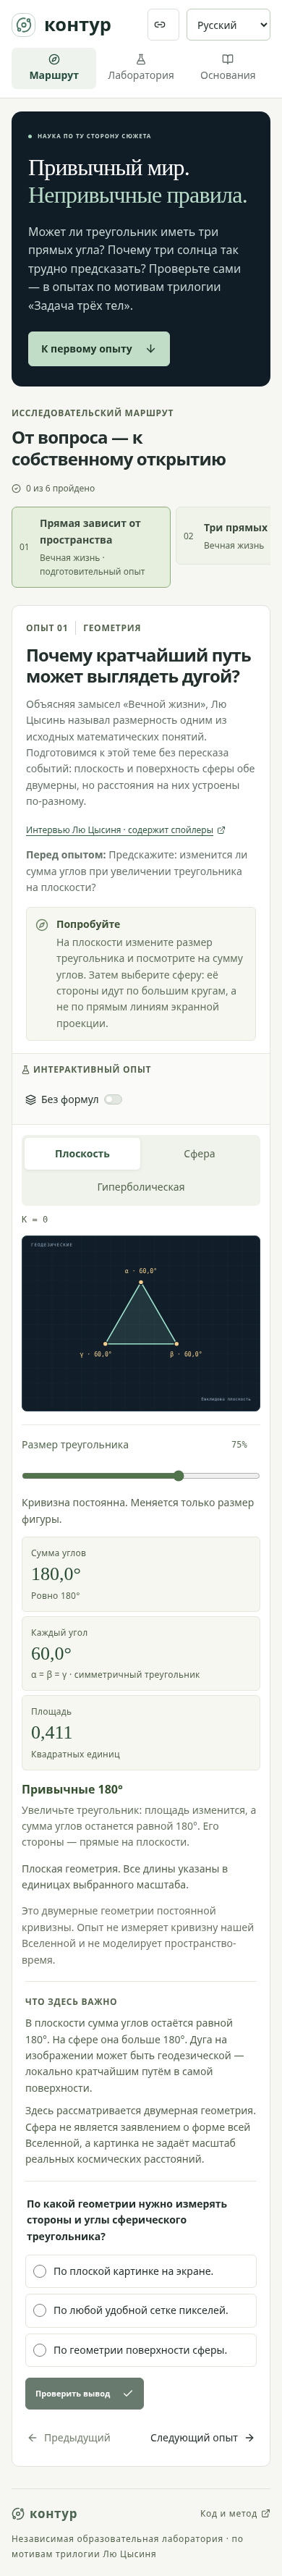 контур
Русский
Маршрут
Лаборатория
Основания
НАУКА ПО ТУ СТОРОНУ СЮЖЕТА
Привычный мир.
Непривычные правила.
Может ли треугольник иметь три
прямых угла? Почему три солнца так
трудно предсказать? Проверьте сами
— в опытах по мотивам трилогии
«Задача трёх тел».
К первому опыту
ИССЛЕДОВАТЕЛЬСКИЙ МАРШРУТ
От вопроса — к
собственному открытию
0 из 6 пройдено
01
Прямая зависит от
пространства
Вечная жизнь ·
подготовительный опыт
02
Три прямых
Вечная жизнь
ОПЫТ 01
ГЕОМЕТРИЯ
Почему кратчайший путь
может выглядеть дугой?
Объясняя замысел «Вечной жизни», Лю
Цысинь называл размерность одним из
исходных математических понятий.
Подготовимся к этой теме без пересказа
событий: плоскость и поверхность сферы обе
двумерны, но расстояния на них устроены
по-разному.
Интервью Лю Цысиня · содержит спойлеры
Перед опытом: Предскажите: изменится ли
сумма углов при увеличении треугольника
на плоскости?
Попробуйте
На плоскости измените размер
треугольника и посмотрите на сумму
углов. Затем выберите сферу: её
стороны идут по большим кругам, а
не по прямым линиям экранной
проекции.
ИНТЕРАКТИВНЫЙ ОПЫТ
Без формул
Плоскость
Сфера
Гиперболическая
K = 0
ГЕОДЕЗИЧЕСКИЕ
α · 60,0°
γ · 60,0°
β · 60,0°
Евклидова плоскость
Размер треугольника
75%
Кривизна постоянна. Меняется только размер
фигуры.
Сумма углов
180,0°
Ровно 180°
Каждый угол
60,0°
α = β = γ · симметричный треугольник
Площадь
0,411
Квадратных единиц
Привычные 180°
Увеличьте треугольник: площадь изменится, а
сумма углов останется равной 180°. Его
стороны — прямые на плоскости.
Плоская геометрия. Все длины указаны в
единицах выбранного масштаба.
Это двумерные геометрии постоянной
кривизны. Опыт не измеряет кривизну нашей
Вселенной и не моделирует пространство-
время.
ЧТО ЗДЕСЬ ВАЖНО
В плоскости сумма углов остаётся равной
180°. На сфере она больше 180°. Дуга на
изображении может быть геодезической —
локально кратчайшим путём в самой
поверхности.
Здесь рассматривается двумерная геометрия.
Сфера не является заявлением о форме всей
Вселенной, а картинка не задаёт масштаб
реальных космических расстояний.
По какой геометрии нужно измерять
стороны и углы сферического
треугольника?
По плоской картинке на экране.
По любой удобной сетке пикселей.
По геометрии поверхности сферы.
Проверить вывод
Предыдущий
Следующий опыт
контур
Код и метод
Независимая образовательная лаборатория · по
мотивам трилогии Лю Цысиня